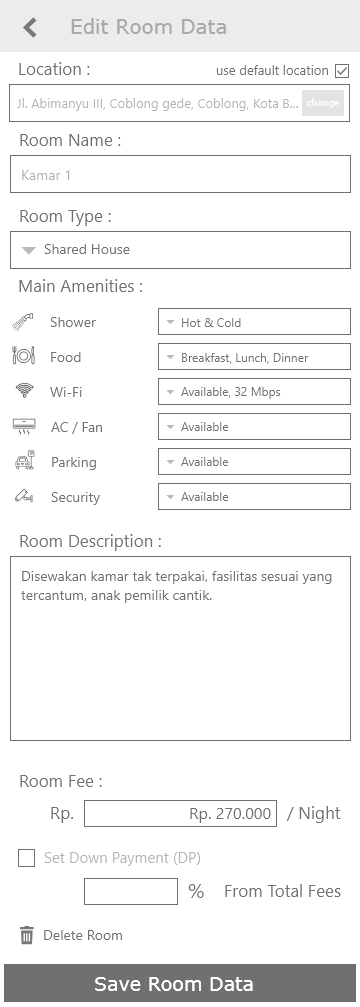 Edit Room Data
Location :
use default location
Jl. Abimanyu III, Coblong gede, Coblong, Kota B...
change
Room Name :
Kamar 1
Room Type :
Shared House
Main Amenities :
Shower
Hot & Cold
Food
Breakfast, Lunch, Dinner
Wi-Fi
Available, 32 Mbps
AC / Fan
Available
Parking
Available
Security
Available
Room Description :
Disewakan kamar tak terpakai, fasilitas sesuai yang
tercantum, anak pemilik cantik.
Room Fee :
Rp. Rp. 270.000 / Night
Set Down Payment (DP)
% From Total Fees
Delete Room
Save Room Data